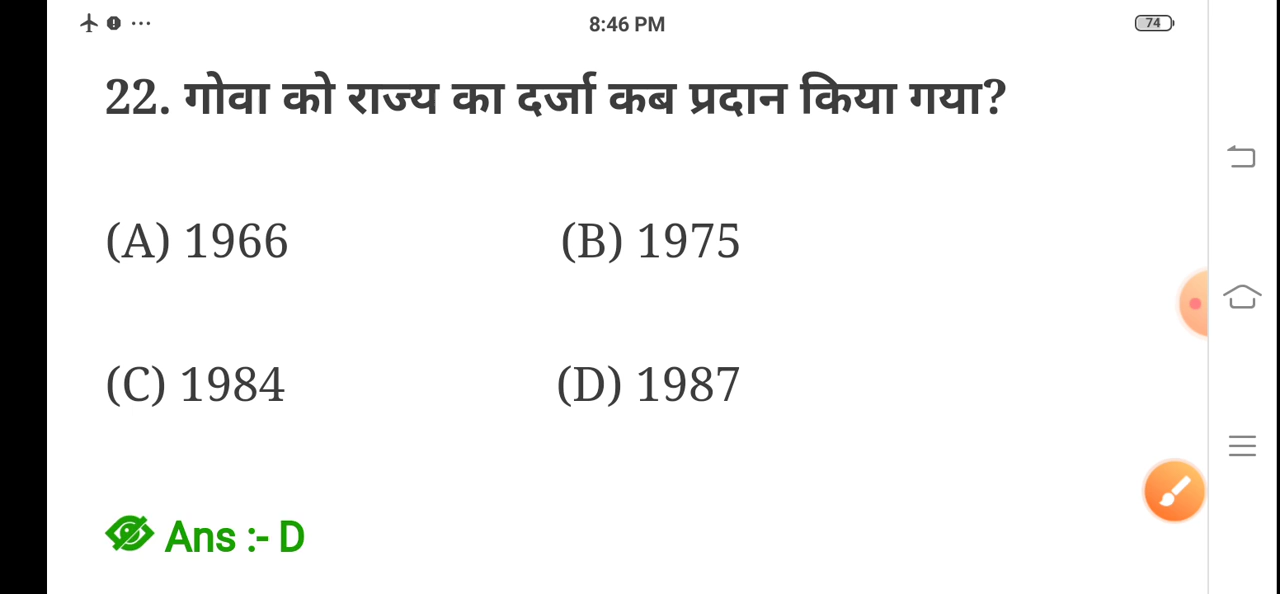 8:46 PM
74
22. गोवा को राज्य का दर्जा कब प्रदान किया गया?
(A) 1966 (B) 1975
(C) 1984 (D) 1987
Ans :- D